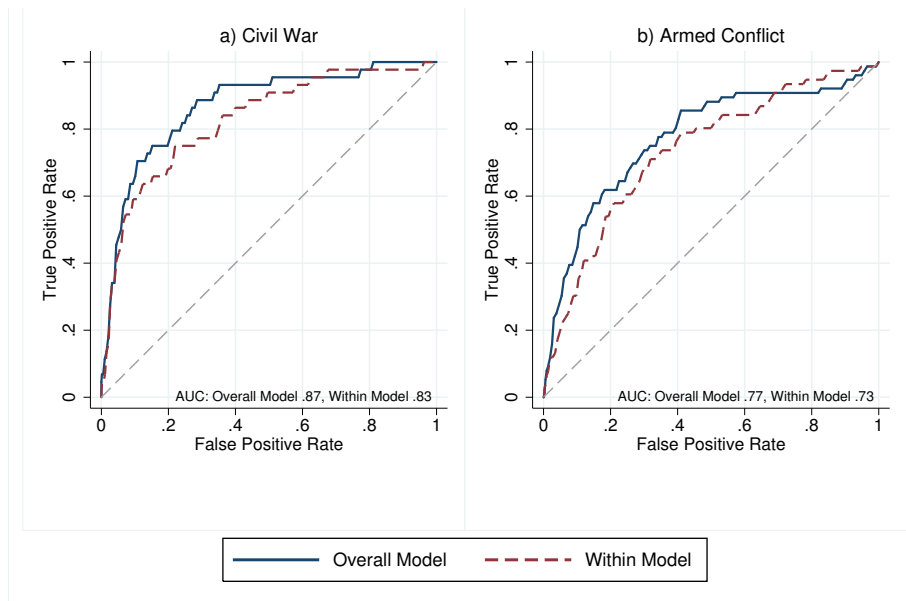 a) Civil War
True Positive Rate
1
.8
.6
.4
.2
0
AUC: Overall Model .87, Within Model .83
0 .2 .4 .6 .8 1
False Positive Rate
b) Armed Conflict
True Positive Rate
1
.8
.6
.4
.2
0
AUC: Overall Model .77, Within Model .73
0 .2 .4 .6 .8 1
False Positive Rate
Overall Model Within Model